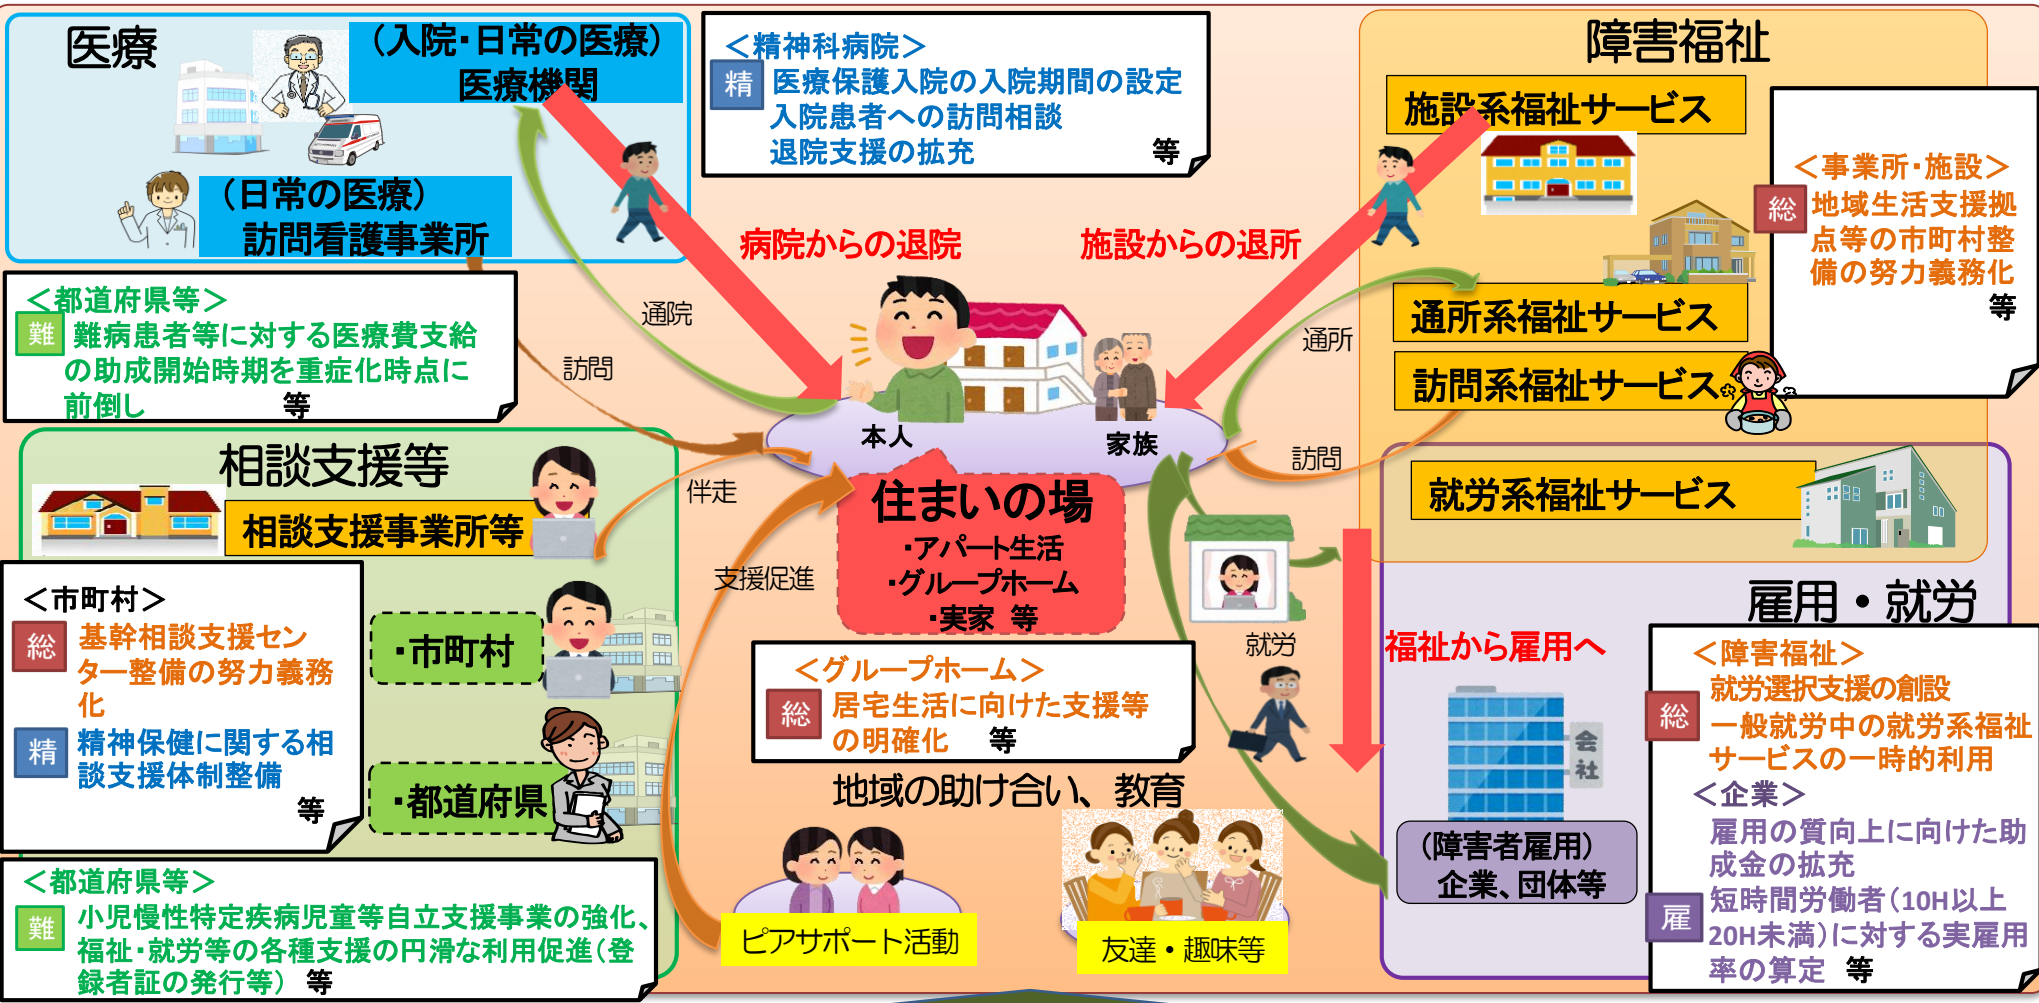 医療
（入院・日常の医療）
医療機関
（日常の医療）
訪問看護事業所
＜精神科病院＞
精
医療保護入院の入院期間の設定
入院患者への訪問相談
退院支援の拡充
等
障害福祉
施設系福祉サービス
通所系福祉サービス
訪問系福祉サービス
就労系福祉サービス
＜事業所・施設＞
総
地域生活支援拠
点等の市町村整
備の努力義務化
等
病院からの退院
施設からの退所
通院
訪問
通所
訪問
＜都道府県等＞
難
難病患者等に対する医療費支給
の助成開始時期を重症化時点に
前倒し
等
本人
家族
住まいの場
・アパート生活
・グループホーム
・実家 等
相談支援等
相談支援事業所等
伴走
支援促進
＜市町村＞
総
基幹相談支援セン
ター整備の努力義務
化
精
精神保健に関する相
談支援体制整備
等
・市町村
・都道府県
＜都道府県等＞
難
小児慢性特定疾病児童等自立支援事業の強化、
福祉・就労等の各種支援の円滑な利用促進（登
録者証の発行等） 等
＜グループホーム＞
総
居宅生活に向けた支援等
の明確化 等
地域の助け合い、教育
ピアサポート活動
友達・趣味等
就労
福祉から雇用へ
雇用・就労
会社
（障害者雇用）
企業、団体等
＜障害福祉＞
総
就労選択支援の創設
一般就労中の就労系福祉
サービスの一時的利用
＜企業＞
雇用の質向上に向けた助
成金の拡充
雇
短時間労働者（10H以上
20H未満）に対する実雇用
率の算定 等